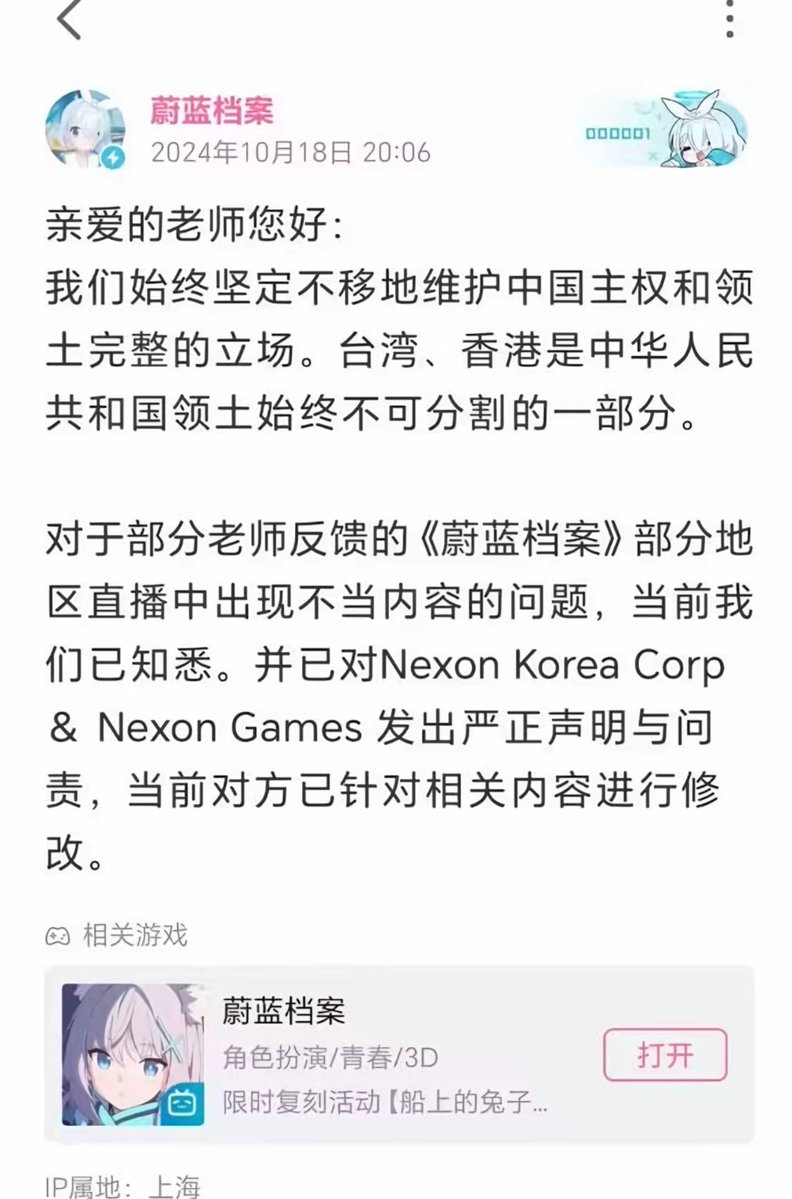 蔚蓝档案
2024年10月18日 20:06
000001
亲爱的老师您好：
我们始终坚定不移地维护中国主权和领
土完整的立场。台湾、香港是中华人民
共和国领土始终不可分割的一部分。
对于部分老师反馈的《蔚蓝档案》部分地
区直播中出现不当内容的问题，当前我
们已知悉。并已对Nexon Korea Corp
& Nexon Games 发出严正声明与问
责，当前对方已针对相关内容进行修
改。
相关游戏
蔚蓝档案
角色扮演/青春/3D
限时复刻活动【船上的兔子...
打开
IP属地：上海